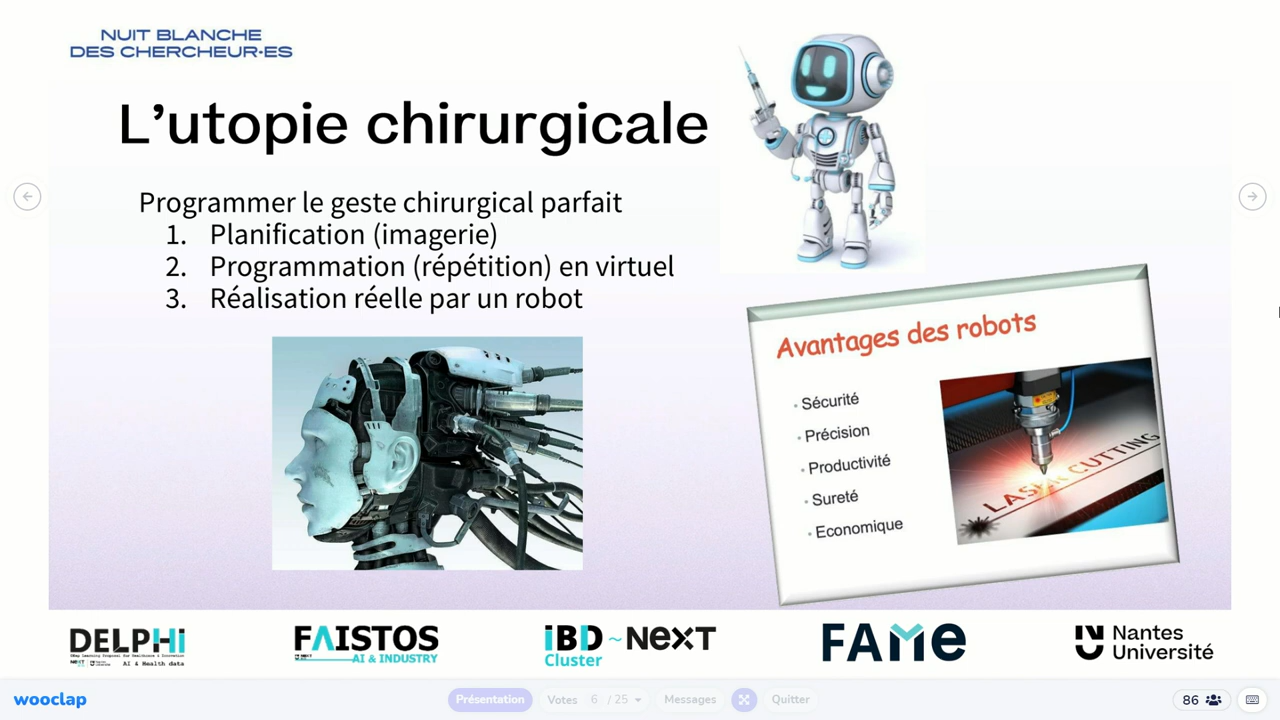 NUIT BLANCHE
DES CHERCHEUR·ES
L'utopie chirurgicale
Programmer le geste chirurgical parfait
1. Planification (imagerie)
2. Programmation (répétition) en virtuel
3. Réalisation réelle par un robot
Avantages des robots
• Sécurité
• Précision
• Productivité
• Sureté
• Economique
LASER CUTTING
DELPHi
AI & Health data
FAISTOS
AI & INDUSTRY
iBD ~ NexT
Cluster
FAMe
Nantes
Université
wooclap
Présentation
Votes 6 / 25
Messages
Quitter
86